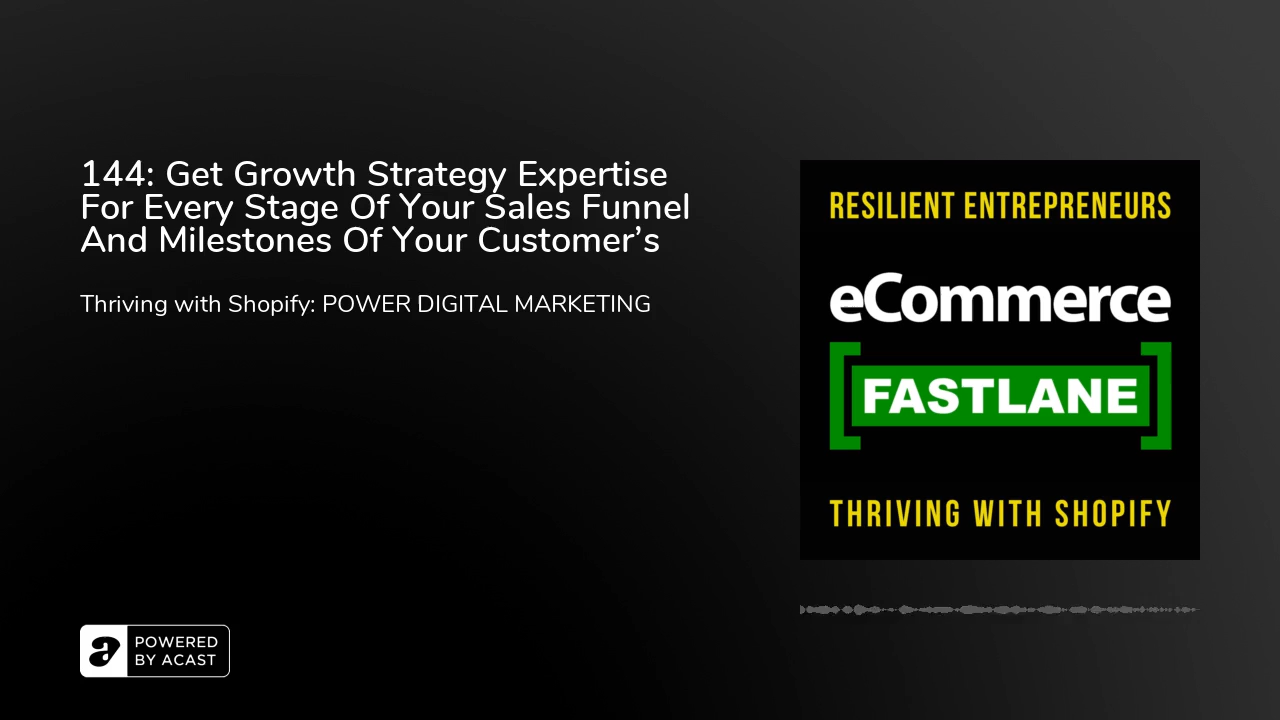 144: Get Growth Strategy Expertise
For Every Stage Of Your Sales Funnel
And Milestones Of Your Customer’s
Thriving with Shopify: POWER DIGITAL MARKETING
RESILIENT ENTREPRENEURS
eCommerce
FASTLANE
THRIVING WITH SHOPIFY
a
POWERED
BY ACAST